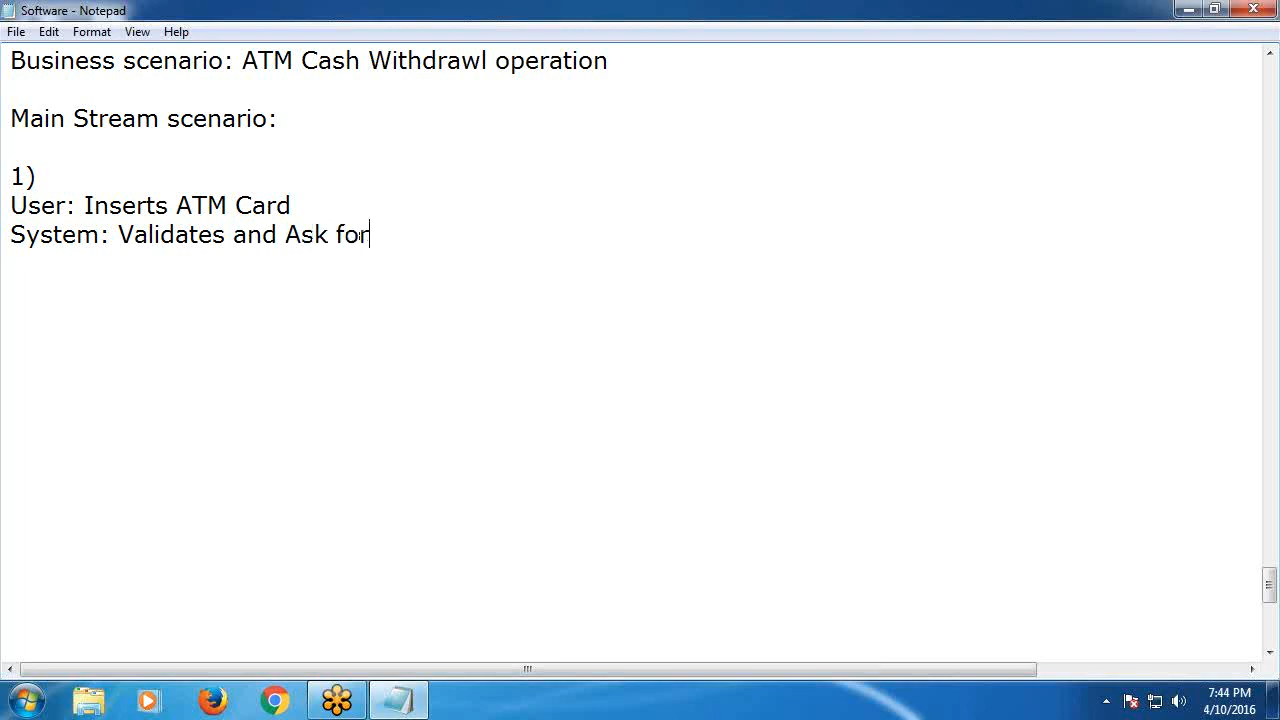 Software - Notepad
File Edit Format View Help
Business scenario: ATM Cash Withdrawl operation
Main Stream scenario:
1)
User: Inserts ATM Card
System: Validates and Ask for
7:44 PM
4/10/2016